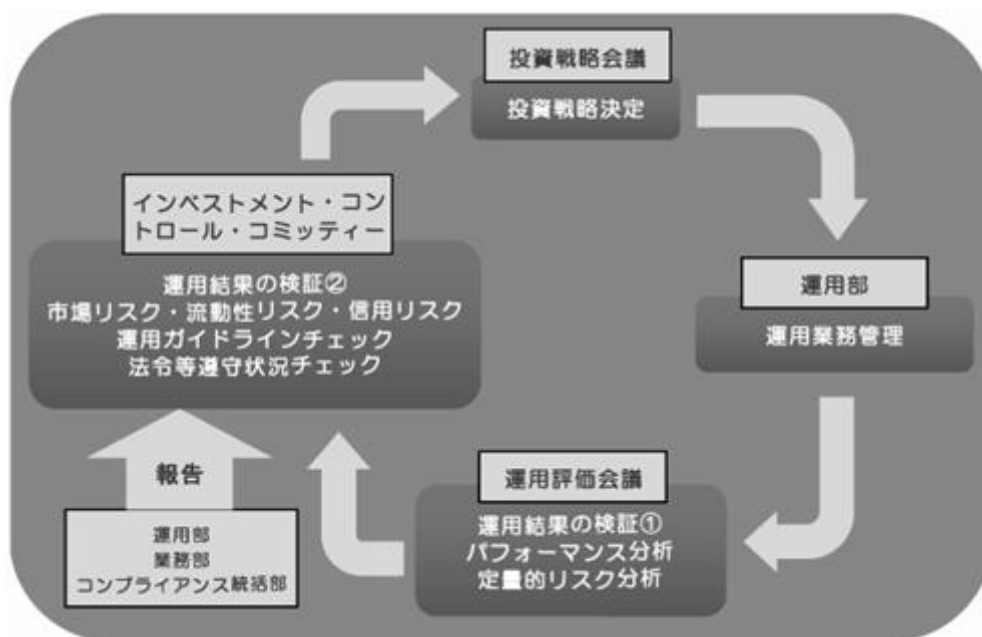 投資戦略会議
投資戦略決定
運用部
運用業務管理
運用評価会議
運用結果の検証①
パフォーマンス分析
定量的リスク分析
インベストメント・コン
トロール・コミッティー
運用結果の検証②
市場リスク・流動性リスク・信用リスク
運用ガイドラインチェック
法令等遵守状況チェック
報告
運用部
業務部
コンプライアンス統括部